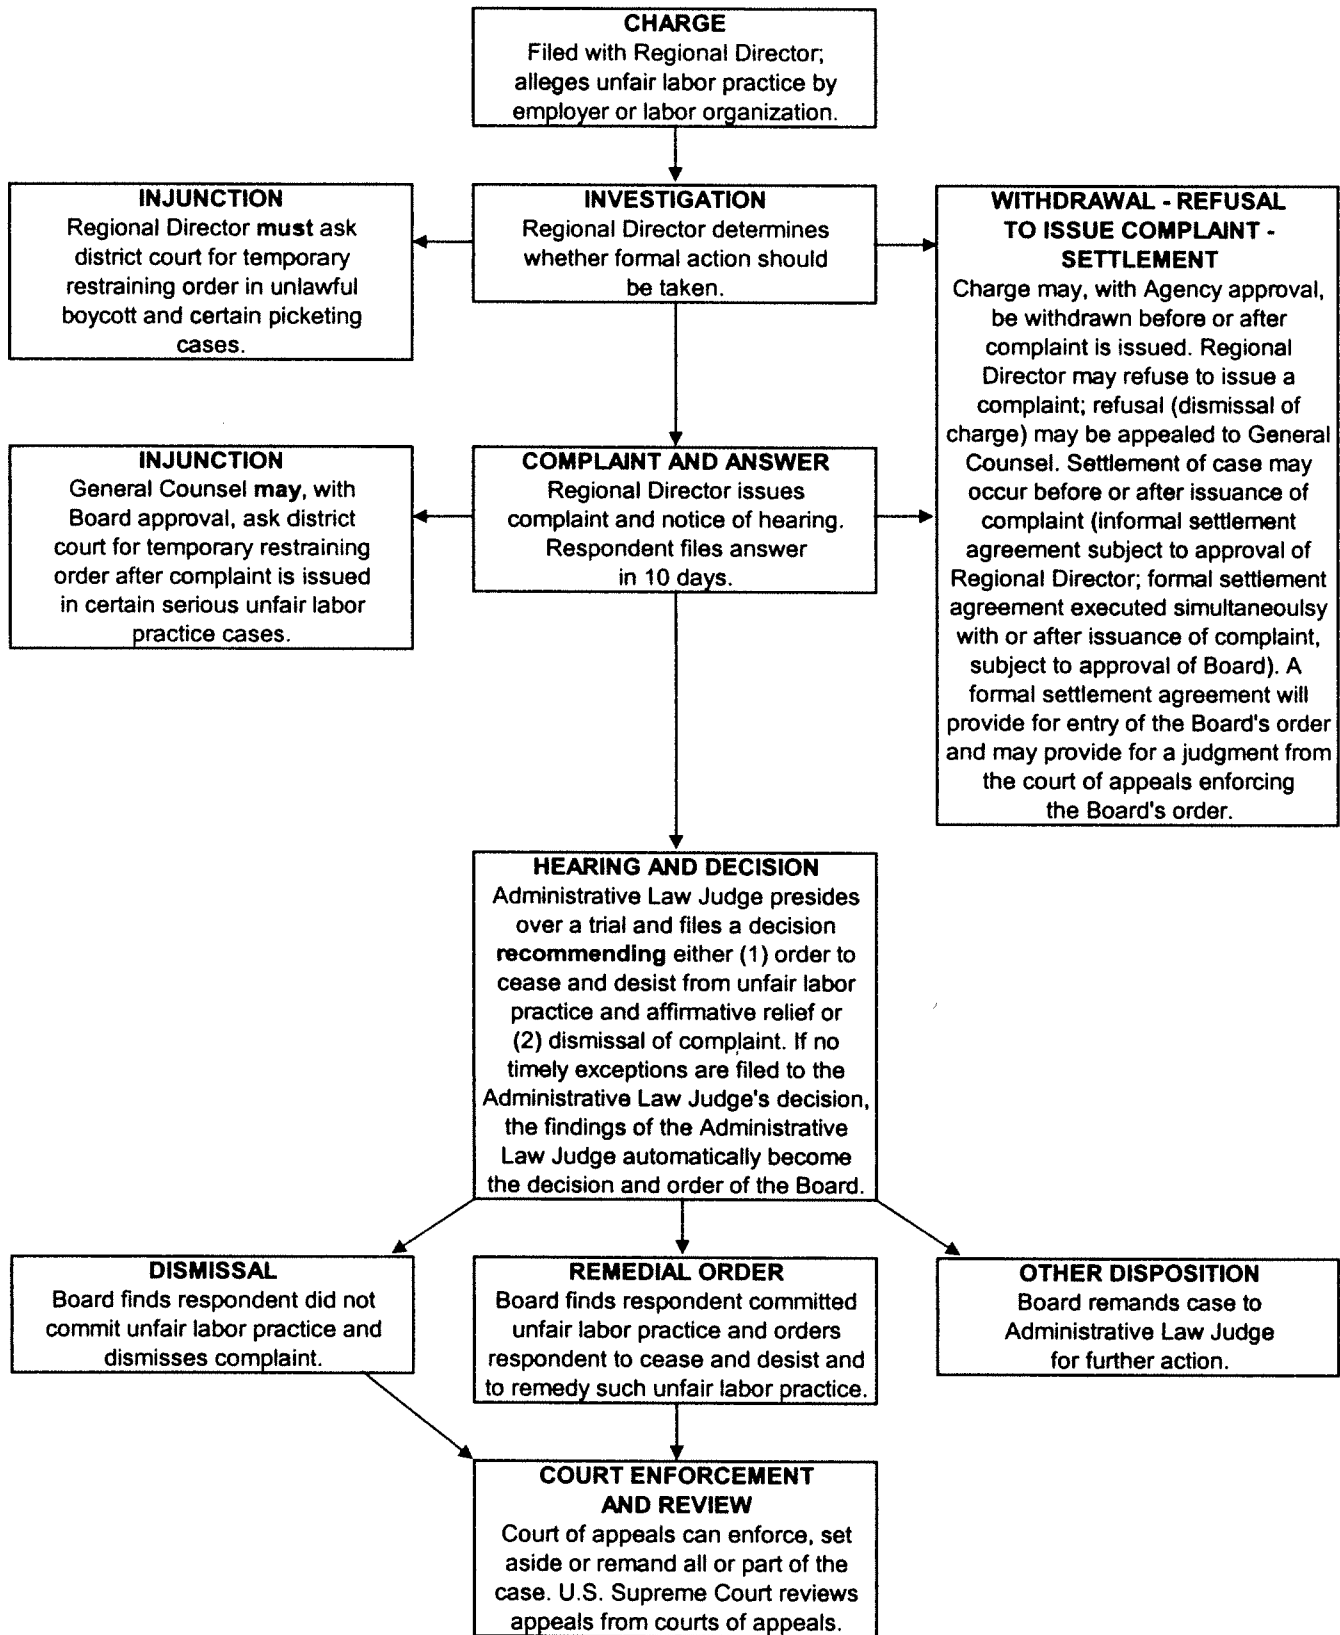 CHARGE
Filed with Regional Director;
alleges unfair labor practice by
employer or labor organization.
INJUNCTION
Regional Director must ask
district court for temporary
restraining order in unlawful
boycott and certain picketing
cases.
INVESTIGATION
Regional Director determines
whether formal action should
be taken.
WITHDRAWAL - REFUSAL
TO ISSUE COMPLAINT -
SETTLEMENT
Charge may, with Agency approval,
be withdrawn before or after
complaint is issued. Regional
Director may refuse to issue a
complaint; refusal (dismissal of
charge) may be appealed to General
Counsel. Settlement of case may
occur before or after issuance of
complaint (informal settlement
agreement subject to approval of
Regional Director; formal settlement
agreement executed simultaneoulsy
with or after issuance of complaint,
subject to approval of Board). A
formal settlement agreement will
provide for entry of the Board's order
and may provide for a judgment from
the court of appeals enforcing
the Board's order.
INJUNCTION
General Counsel may, with
Board approval, ask district
court for temporary restraining
order after complaint is issued
in certain serious unfair labor
practice cases.
COMPLAINT AND ANSWER
Regional Director issues
complaint and notice of hearing.
Respondent files answer
in 10 days.
HEARING AND DECISION
Administrative Law Judge presides
over a trial and files a decision
recommending either (1) order to
cease and desist from unfair labor
practice and affirmative relief or
(2) dismissal of complaint. If no
timely exceptions are filed to the
Administrative Law Judge's decision,
the findings of the Administrative
Law Judge automatically become
the decision and order of the Board.
DISMISSAL
Board finds respondent did not
commit unfair labor practice and
dismisses complaint.
REMEDIAL ORDER
Board finds respondent committed
unfair labor practice and orders
respondent to cease and desist and
to remedy such unfair labor practice.
OTHER DISPOSITION
Board remands case to
Administrative Law Judge
for further action.
COURT ENFORCEMENT
AND REVIEW
Court of appeals can enforce, set
aside or remand all or part of the
case. U.S. Supreme Court reviews
appeals from courts of appeals.